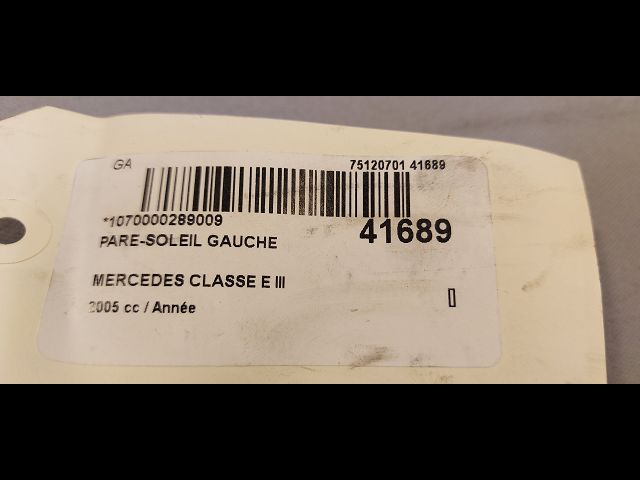 GA 75120701 41689
*1070000289009
41689
PARE-SOLEIL GAUCHE
MERCEDES CLASSE E III
2005 cc / Année